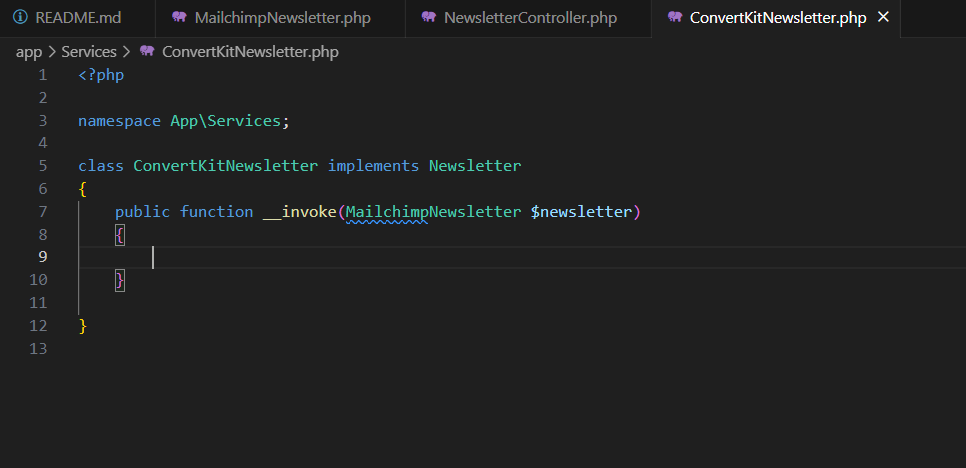 README.md MailchimpNewsletter.php NewsletterController.php ConvertKitNewsletter.php
app > Services > ConvertKitNewsletter.php
1 <?php
2
3 namespace App\Services;
4
5 class ConvertKitNewsletter implements Newsletter
6 {
7 public function __invoke(MailchimpNewsletter $newsletter)
8 {
9
10 }
11
12 }
13